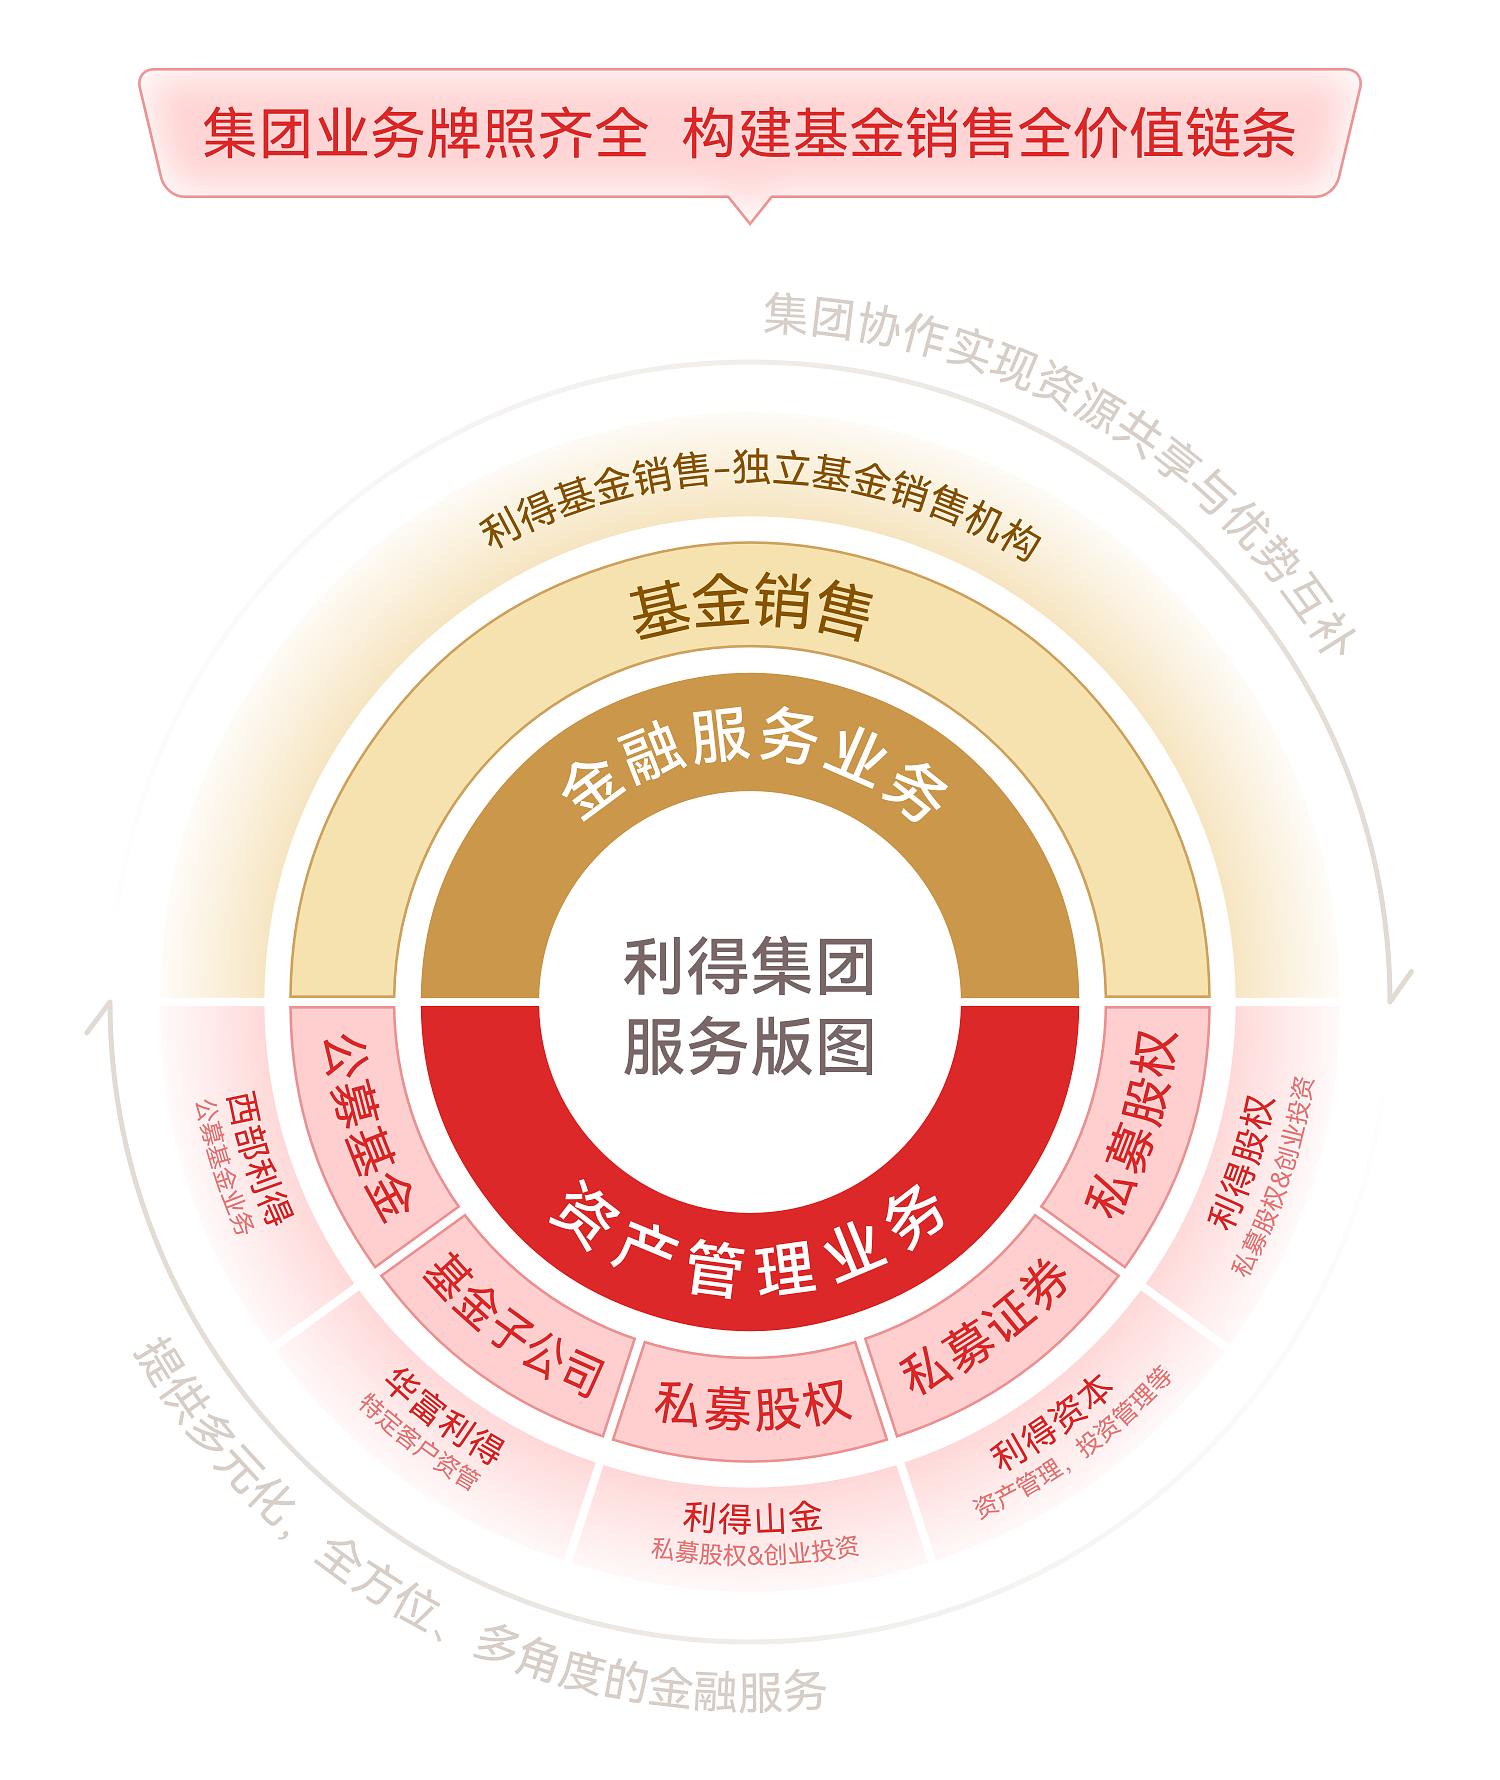 集团业务牌照齐全 构建基金销售全价值链条
集团协作实现资源共享与优势互补
利得基金销售-独立基金销售机构
基金销售
金融服务业务
利得集团
服务版图
资产管理业务
公募基金
西部利得
公募基金业务
基金子公司
华富利得
特定客户资管
私募股权
利得山金
私募股权&创业投资
私募证券
利得资本
资产管理，投资管理等
私募股权
利得股权
私募股权&创业投资
提供多元化，全方位、多角度的金融服务